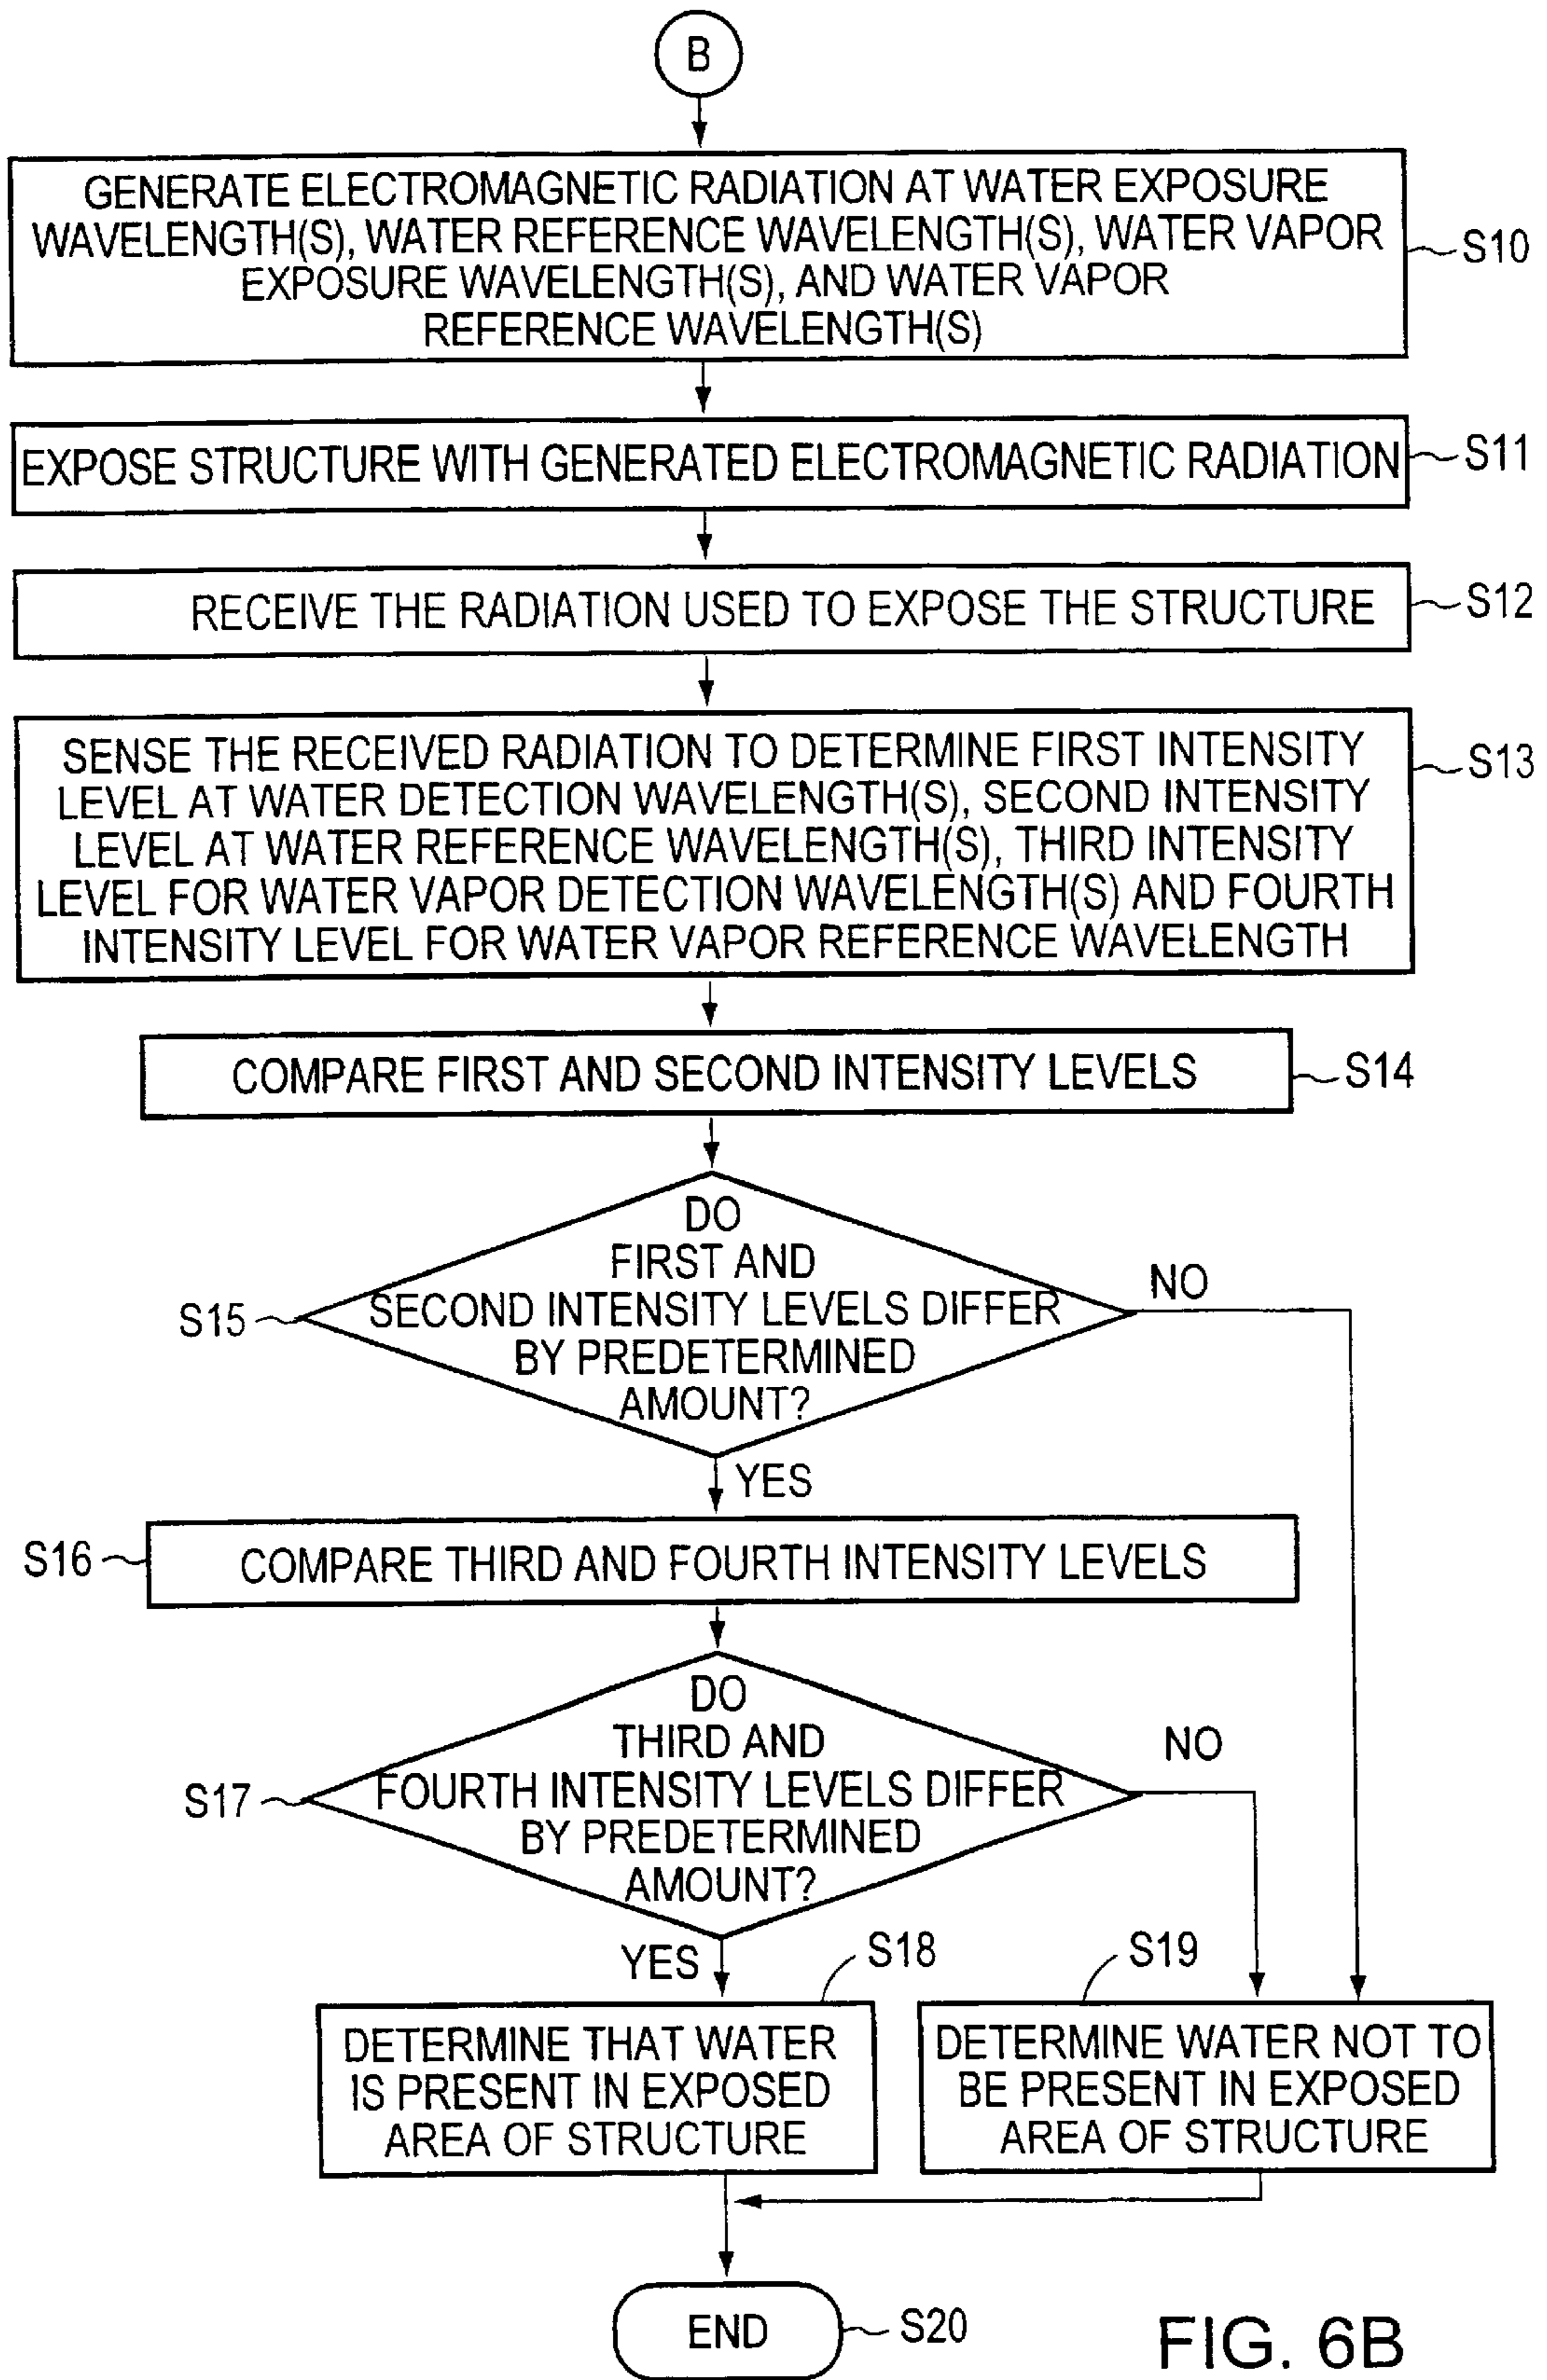 B
GENERATE ELECTROMAGNETIC RADIATION AT WATER EXPOSURE
WAVELENGTH(S), WATER REFERENCE WAVELENGTH(S), WATER VAPOR
EXPOSURE WAVELENGTH(S), AND WATER VAPOR
REFERENCE WAVELENGTH(S)
S10
EXPOSE STRUCTURE WITH GENERATED ELECTROMAGNETIC RADIATION
S11
RECEIVE THE RADIATION USED TO EXPOSE THE STRUCTURE
S12
SENSE THE RECEIVED RADIATION TO DETERMINE FIRST INTENSITY
LEVEL AT WATER DETECTION WAVELENGTH(S), SECOND INTENSITY
LEVEL AT WATER REFERENCE WAVELENGTH(S), THIRD INTENSITY
LEVEL FOR WATER VAPOR DETECTION WAVELENGTH(S) AND FOURTH
INTENSITY LEVEL FOR WATER VAPOR REFERENCE WAVELENGTH
S13
COMPARE FIRST AND SECOND INTENSITY LEVELS
S14
DO
FIRST AND
SECOND INTENSITY LEVELS DIFFER
BY PREDETERMINED
AMOUNT?
S15
NO
YES
S16
COMPARE THIRD AND FOURTH INTENSITY LEVELS
DO
THIRD AND
FOURTH INTENSITY LEVELS DIFFER
BY PREDETERMINED
AMOUNT?
S17
NO
YES
S18
S19
DETERMINE THAT WATER
IS PRESENT IN EXPOSED
AREA OF STRUCTURE
DETERMINE WATER NOT TO
BE PRESENT IN EXPOSED
AREA OF STRUCTURE
END
S20
FIG. 6B